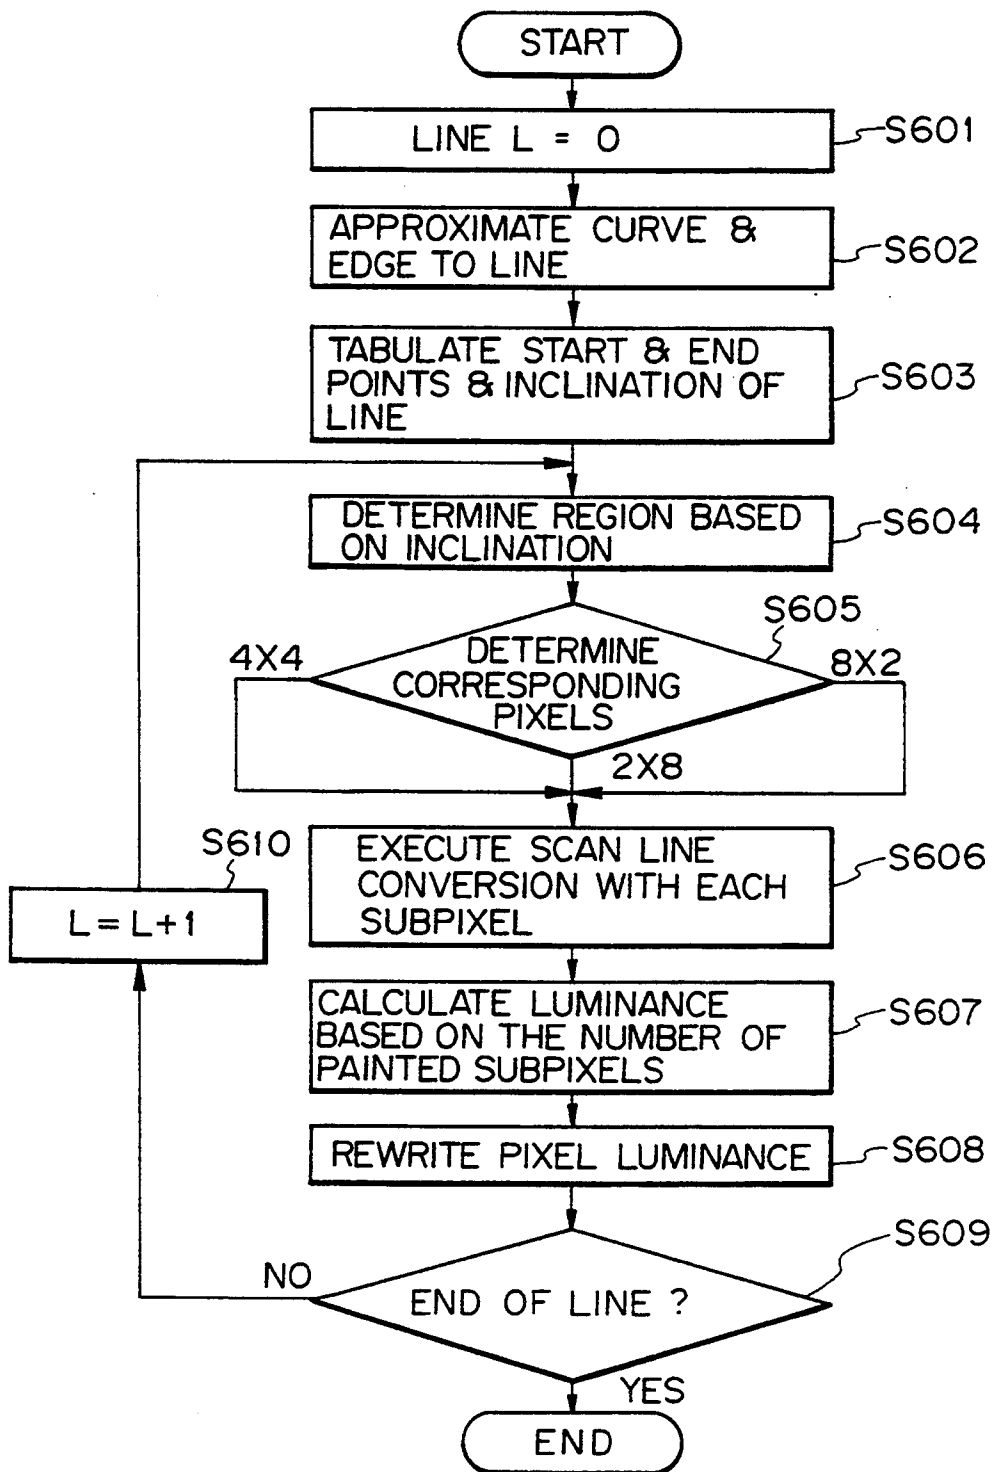 START
LINE L = 0
S601
APPROXIMATE CURVE &
EDGE TO LINE
S602
TABULATE START & END
POINTS & INCLINATION OF
LINE
S603
DETERMINE REGION BASED
ON INCLINATION
S604
S605
4X4
DETERMINE
CORRESPONDING
PIXELS
8X2
2X8
EXECUTE SCAN LINE
CONVERSION WITH EACH
SUBPIXEL
S606
S610
L=L+1
CALCULATE LUMINANCE
BASED ON THE NUMBER OF
PAINTED SUBPIXELS
S607
REWRITE PIXEL LUMINANCE
S608
S609
NO
END OF LINE ?
YES
END